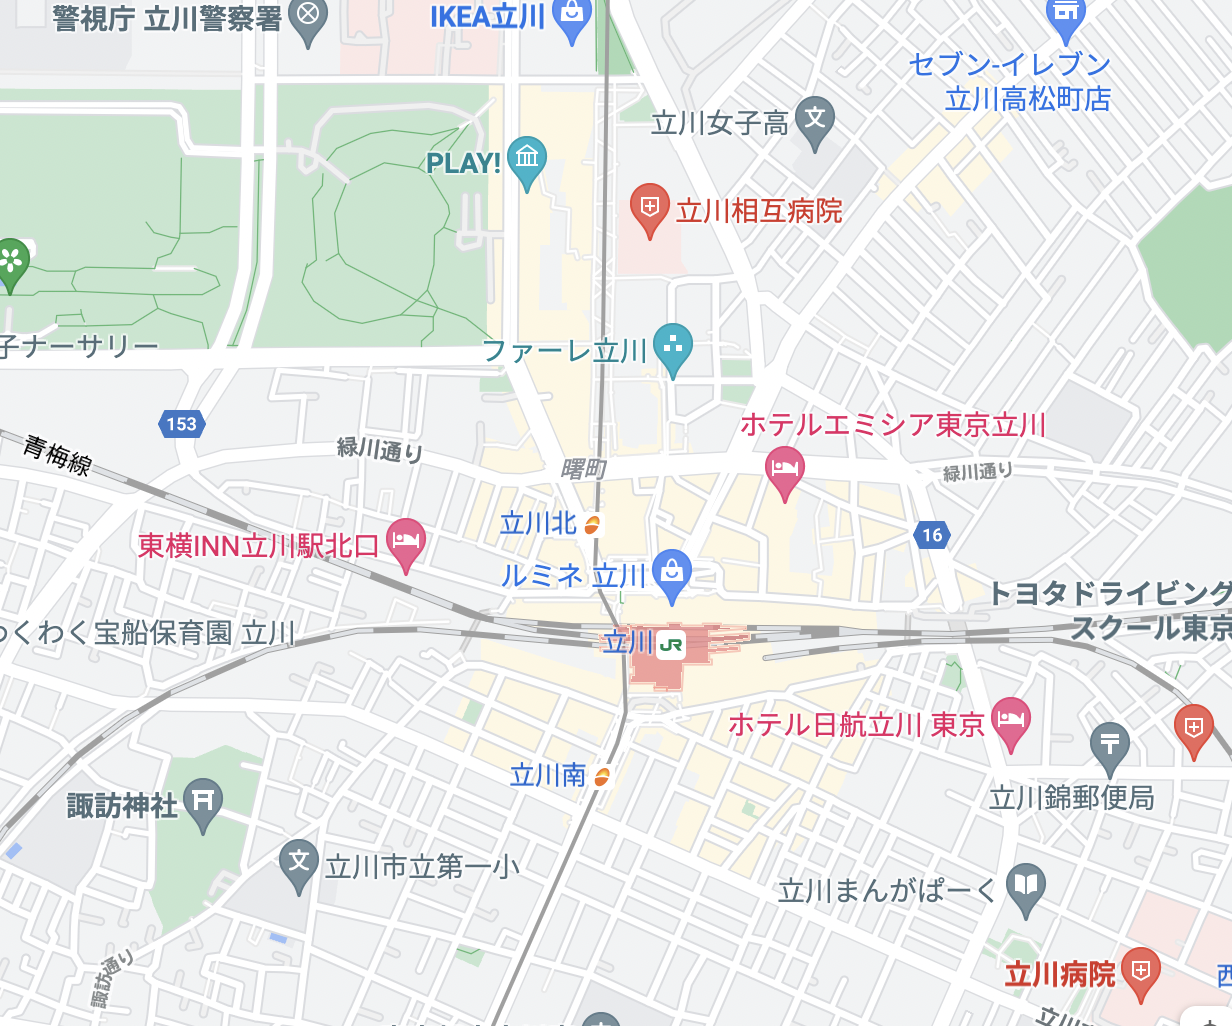 警視庁 立川警察署
IKEA立川
セブン-イレブン
立川高松町店
立川女子高
文
PLAY!
立川相互病院
子ナーサリー
ファーレ立川
153
青梅線
緑川通り
曙町
ホテルエミシア東京立川
緑川通り
立川北
16
東横INN立川駅北口
ルミネ 立川
トヨタドライビング
スクール東京
わくわく宝船保育園 立川
立川
JR
ホテル日航立川 東京
立川南
立川錦郵便局
諏訪神社
文
立川市立第一小
立川まんがぱーく
諏訪通り
立川病院
西